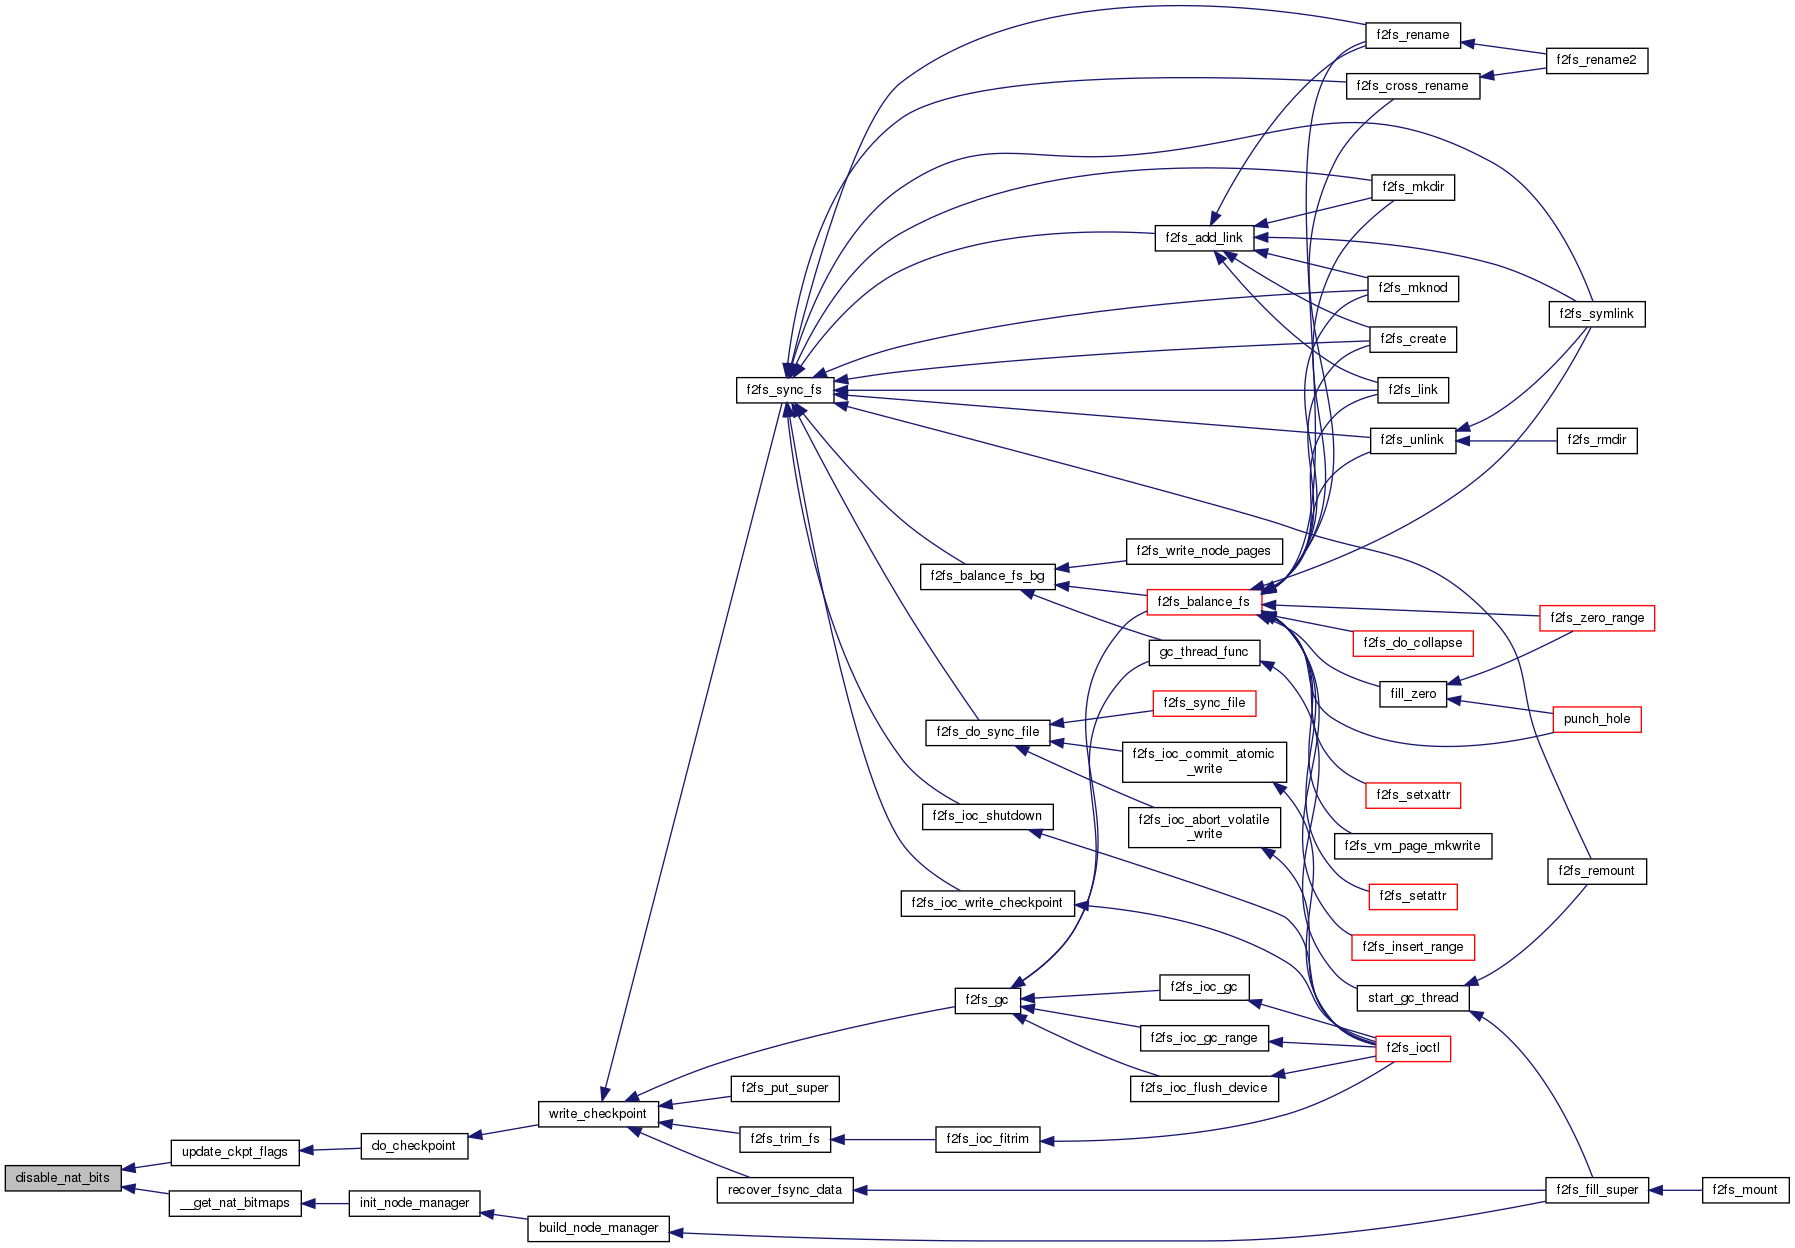 f2fs_rename
f2fs_rename2
f2fs_cross_rename
f2fs_mkdir
f2fs_add_link
f2fs_mknod
f2fs_symlink
f2fs_create
f2fs_sync_fs
f2fs_link
f2fs_unlink
f2fs_rmdir
f2fs_write_node_pages
f2fs_balance_fs_bg
f2fs_balance_fs
f2fs_zero_range
f2fs_do_collapse
gc_thread_func
fill_zero
f2fs_sync_file
punch_hole
f2fs_do_sync_file
f2fs_ioc_commit_atomic
_write
f2fs_setxattr
f2fs_ioc_shutdown
f2fs_ioc_abort_volatile
_write
f2fs_vm_page_mkwrite
f2fs_remount
f2fs_setattr
f2fs_ioc_write_checkpoint
f2fs_insert_range
f2fs_ioc_gc
f2fs_gc
start_gc_thread
f2fs_ioc_gc_range
f2fs_ioctl
f2fs_put_super
f2fs_ioc_flush_device
write_checkpoint
f2fs_trim_fs
f2fs_ioc_fitrim
do_checkpoint
update_ckpt_flags
disable_nat_bits
recover_fsync_data
f2fs_fill_super
f2fs_mount
__get_nat_bitmaps
init_node_manager
build_node_manager